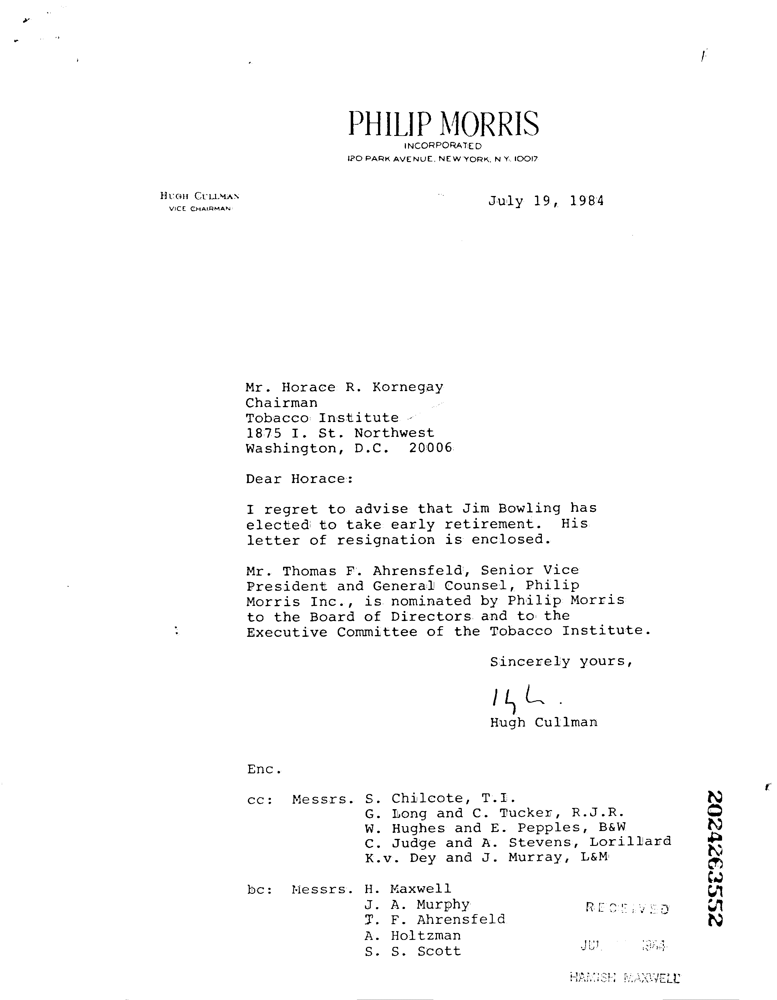 PHILIP MORRIS
INCORPORATED
120 PARK AVENUE, NEW YORK, N.Y. 10017
HUGH CULLMAN
VICE CHAIRMAN
July 19, 1984
Mr. Horace R. Kornegay
Chairman
Tobacco Institute
1875 I. St. Northwest
Washington, D.C. 20006
Dear Horace:
I regret to advise that Jim Bowling has
elected to take early retirement. His
letter of resignation is enclosed.
Mr. Thomas F. Ahrensfeld, Senior Vice
President and General Counsel, Philip
Morris Inc., is nominated by Philip Morris
to the Board of Directors and to the
Executive Committee of the Tobacco Institute.
Sincerely yours,
Hugh Cullman
Enc.
cc: Messrs. S. Chilcote, T.I.
G. Long and C. Tucker, R.J.R.
W. Hughes and E. Pepples, B&W
C. Judge and A. Stevens, Lorillard
K.v. Dey and J. Murray, L&M
bc: Messrs. H. Maxwell
J. A. Murphy
T. F. Ahrensfeld
A. Holtzman
S. S. Scott
RECEIVED
JUL 1984
HAMISH MAXWELL
2024263552